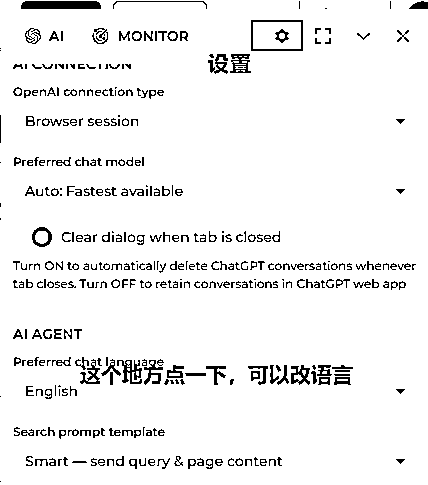 AI
MONITOR
AI CONNECTION
设置
OpenAI connection type
Browser session
Preferred chat model
Auto: Fastest available
Clear dialog when tab is closed
Turn ON to automatically delete ChatGPT conversations whenever
tab closes. Turn OFF to retain conversations in ChatGPT web app
AI AGENT
Preferred chat language
这个地方点一下，可以改语言
English
Search prompt template
Smart — send query & page content